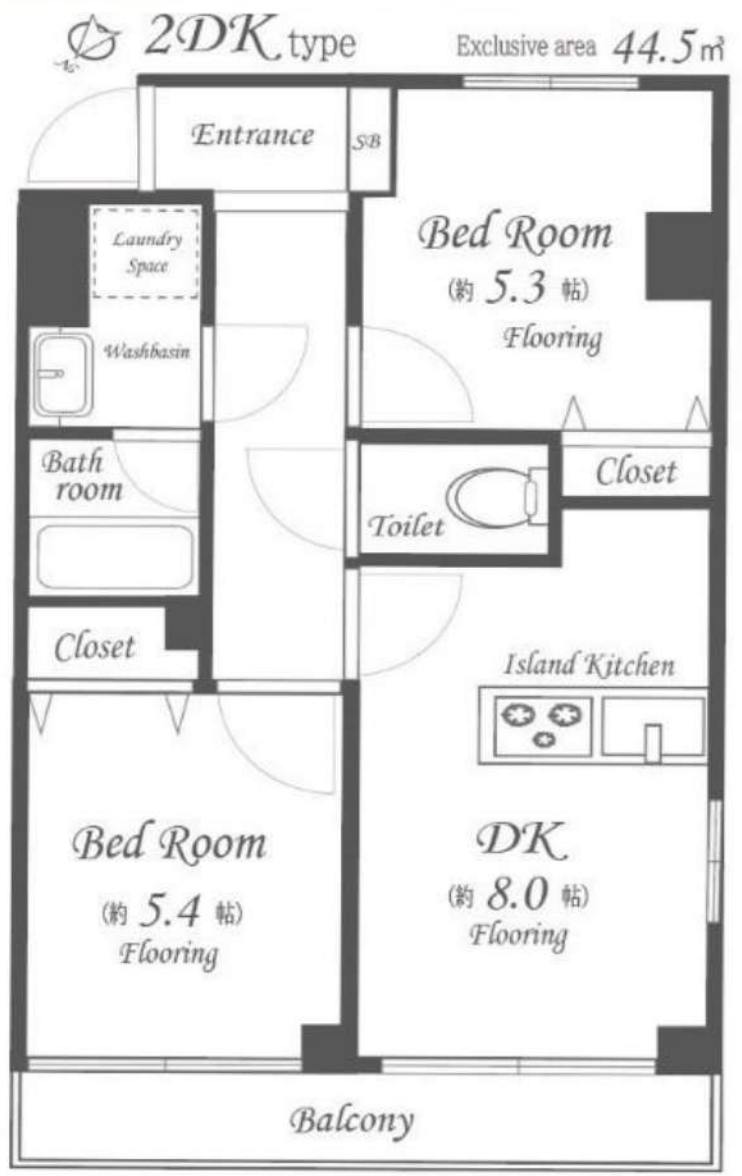 2DK type
Exclusive area 44.5㎡
Entrance
SB
Bed Room
(約 5.3 帖)
Flooring
Laundry
Space
Washbasin
Bath
room
Closet
Toilet
Closet
Island Kitchen
Bed Room
(約 5.4 帖)
Flooring
DK
(約 8.0 帖)
Flooring
Balcony